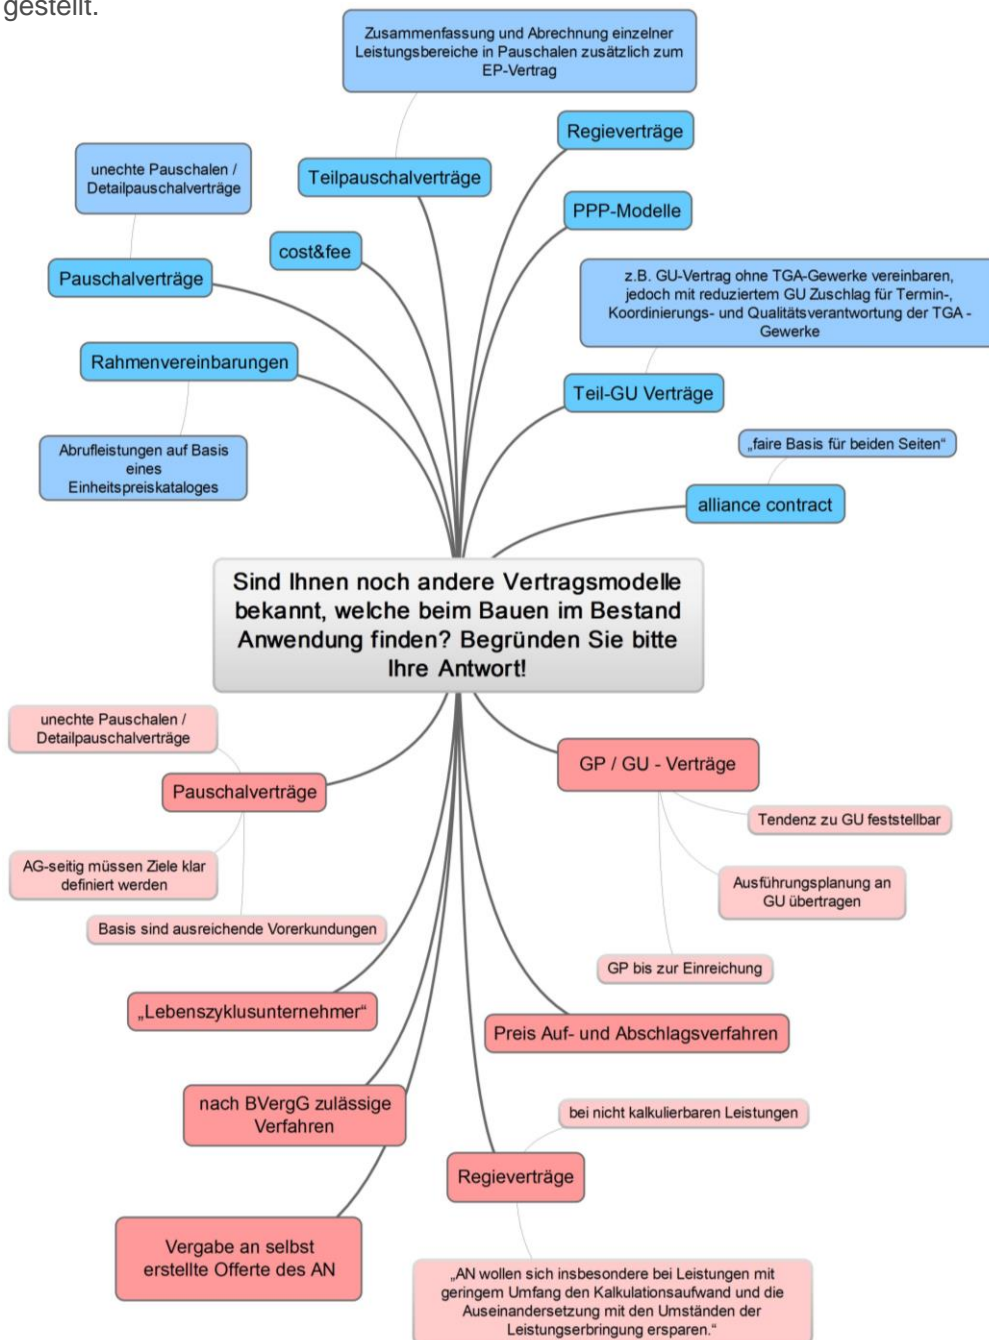 gestellt.
Zusammenfassung und Abrechnung einzelner
Leistungsbereiche in Pauschalen zusätzlich zum
EP-Vertrag
Regieverträge
unechte Pauschalen /
Detailpauschalverträge
Teilpauschalverträge
PPP-Modelle
cost&fee
Pauschalverträge
z.B. GU-Vertrag ohne TGA-Gewerke vereinbaren,
jedoch mit reduziertem GU Zuschlag für Termin-,
Koordinierungs- und Qualitätsverantwortung der TGA -
Gewerke
Rahmenvereinbarungen
Teil-GU Verträge
Abrufleistungen auf Basis
eines
Einheitspreiskataloges
„faire Basis für beiden Seiten“
alliance contract
Sind Ihnen noch andere Vertragsmodelle
bekannt, welche beim Bauen im Bestand
Anwendung finden? Begründen Sie bitte
Ihre Antwort!
unechte Pauschalen /
Detailpauschalverträge
Pauschalverträge
AG-seitig müssen Ziele klar
definiert werden
Basis sind ausreichende Vorerkundungen
GP / GU - Verträge
Tendenz zu GU feststellbar
Ausführungsplanung an
GU übertragen
GP bis zur Einreichung
„Lebenszyklusunternehmer“
Preis Auf- und Abschlagsverfahren
nach BVergG zulässige
Verfahren
bei nicht kalkulierbaren Leistungen
Regieverträge
Vergabe an selbst
erstellte Offerte des AN
„AN wollen sich insbesondere bei Leistungen mit
geringem Umfang den Kalkulationsaufwand und die
Auseinandersetzung mit den Umständen der
Leistungserbringung ersparen.“